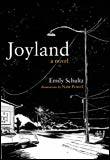 Joyland
a novel
Emily Schultz
illustrations by Nate Powell